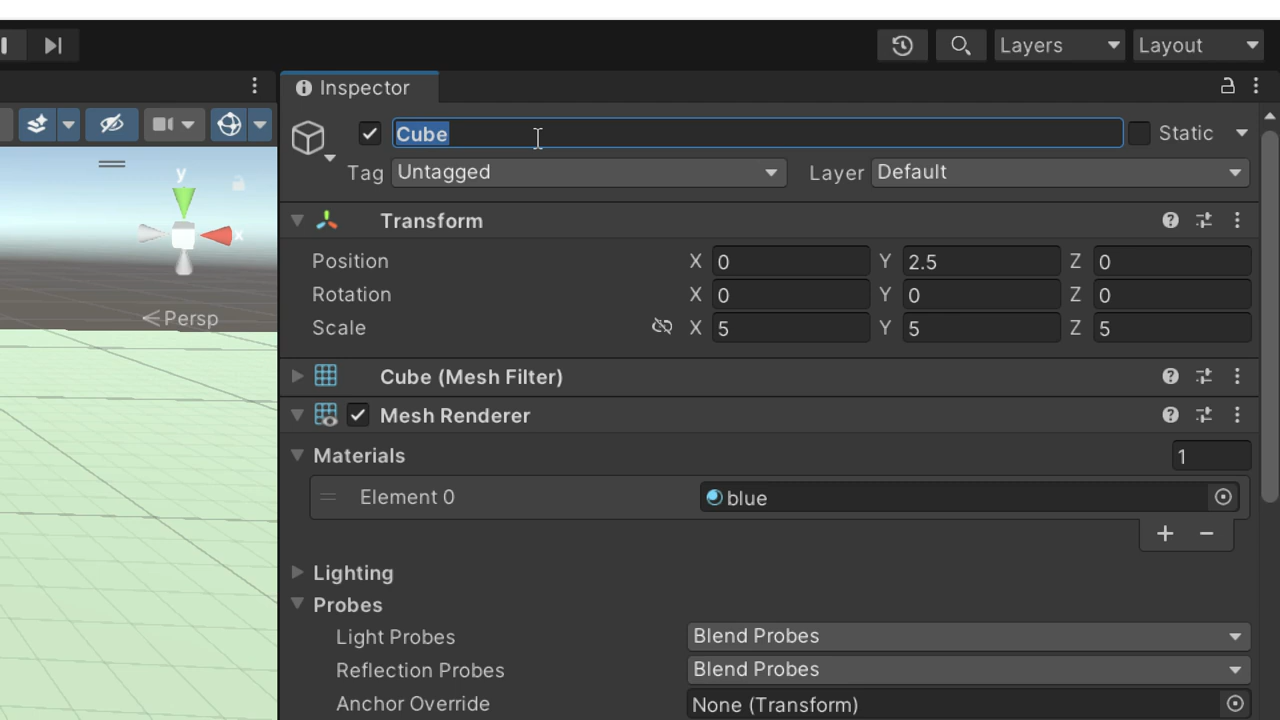 Layers
Layout
Inspector
Cube
Static
Tag Untagged Layer Default
Transform
Position X 0 Y 2.5 Z 0
Rotation X 0 Y 0 Z 0
Scale X 5 Y 5 Z 5
Cube (Mesh Filter)
Mesh Renderer
Materials 1
Element 0 blue
Lighting
Probes
Light Probes Blend Probes
Reflection Probes Blend Probes
Anchor Override None (Transform)
y
x
Persp